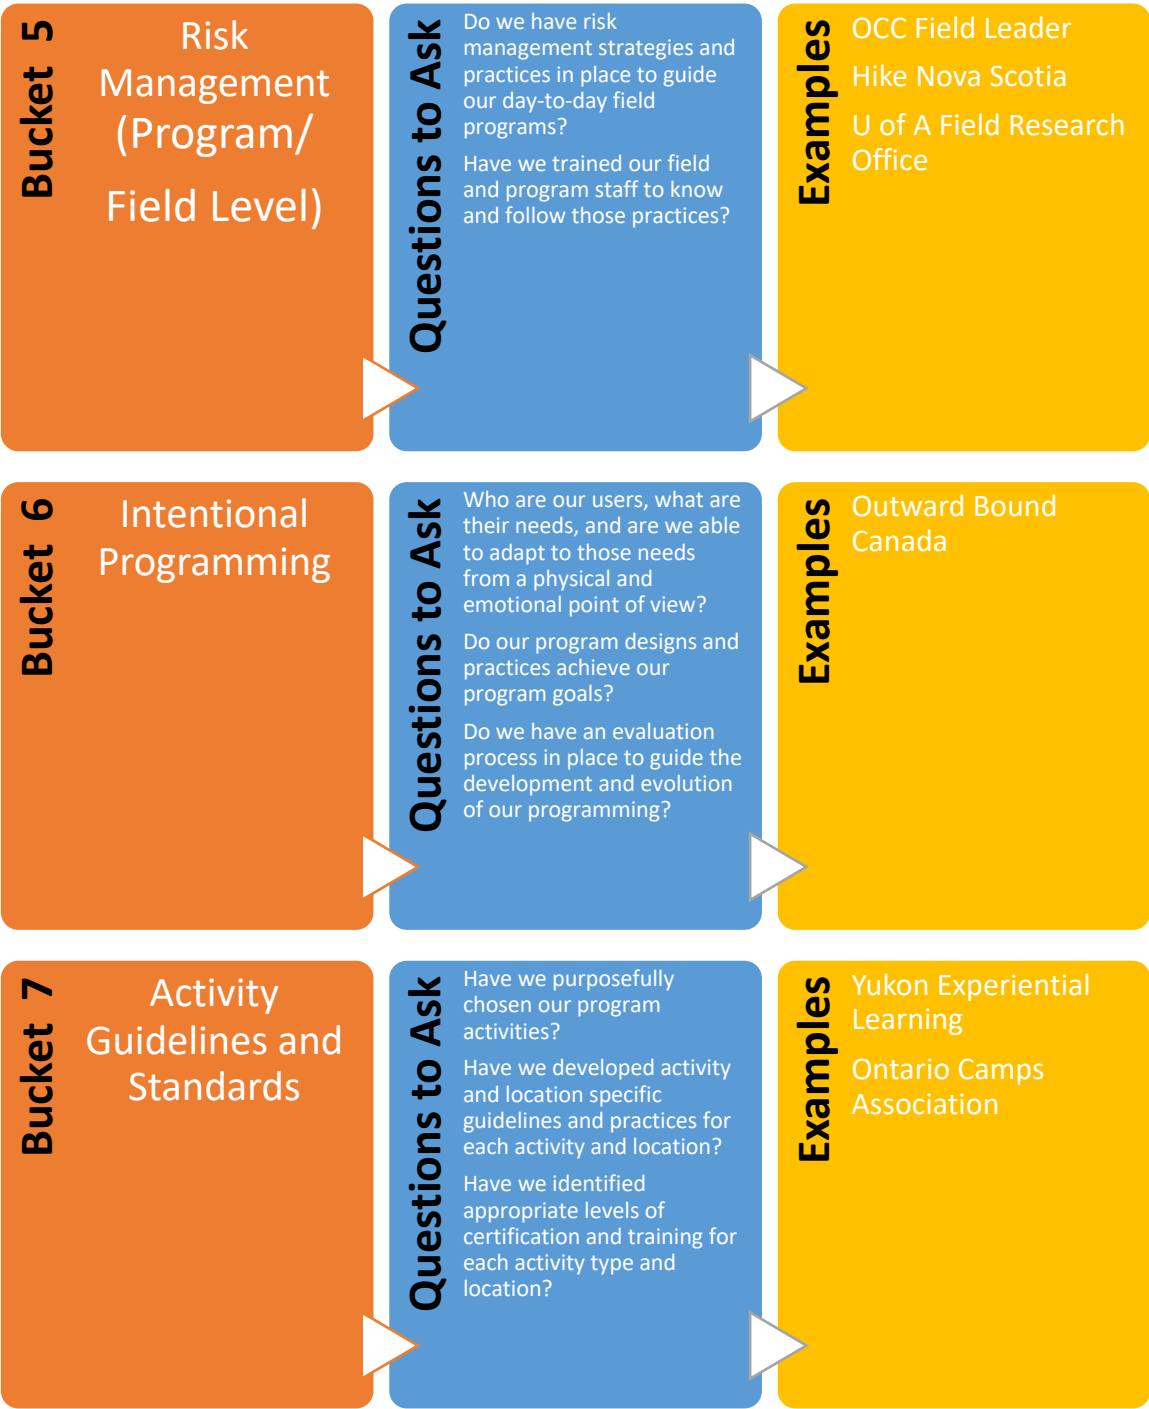 Bucket 5
Risk
Management
(Program/
Field Level)
Questions to Ask
Do we have risk
management strategies and
practices in place to guide
our day-to-day field
programs?
Have we trained our field
and program staff to know
and follow those practices?
Examples
OCC Field Leader
Hike Nova Scotia
U of A Field Research
Office
Bucket 6
Intentional
Programming
Questions to Ask
Who are our users, what are
their needs, and are we able
to adapt to those needs
from a physical and
emotional point of view?
Do our program designs and
practices achieve our
program goals?
Do we have an evaluation
process in place to guide the
development and evolution
of our programming?
Examples
Outward Bound
Canada
Bucket 7
Activity
Guidelines and
Standards
Questions to Ask
Have we purposefully
chosen our program
activities?
Have we developed activity
and location specific
guidelines and practices for
each activity and location?
Have we identified
appropriate levels of
certification and training for
each activity type and
location?
Examples
Yukon Experiential
Learning
Ontario Camps
Association